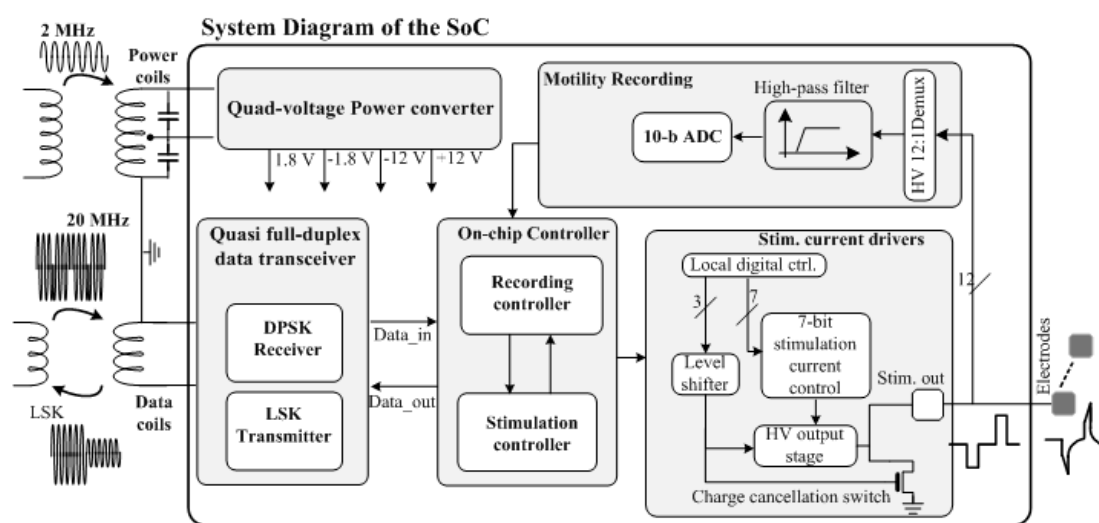 System Diagram of the SoC
2 MHz
Power
coils
Quad-voltage Power converter
1.8 V
-1.8 V
-12 V
+12 V
Motility Recording
High-pass filter
10-b ADC
HV 12:1Demux
20 MHz
Quasi full-duplex
data transceiver
DPSK
Receiver
LSK
Transmitter
Data_in
Data_out
On-chip Controller
Recording
controller
Stimulation
controller
Stim. current drivers
Local digital ctrl.
3
7
Level
shifter
7-bit
stimulation
current
control
HV output
stage
Stim. out
Charge cancellation switch
12
Electrodes
LSK
Data
coils